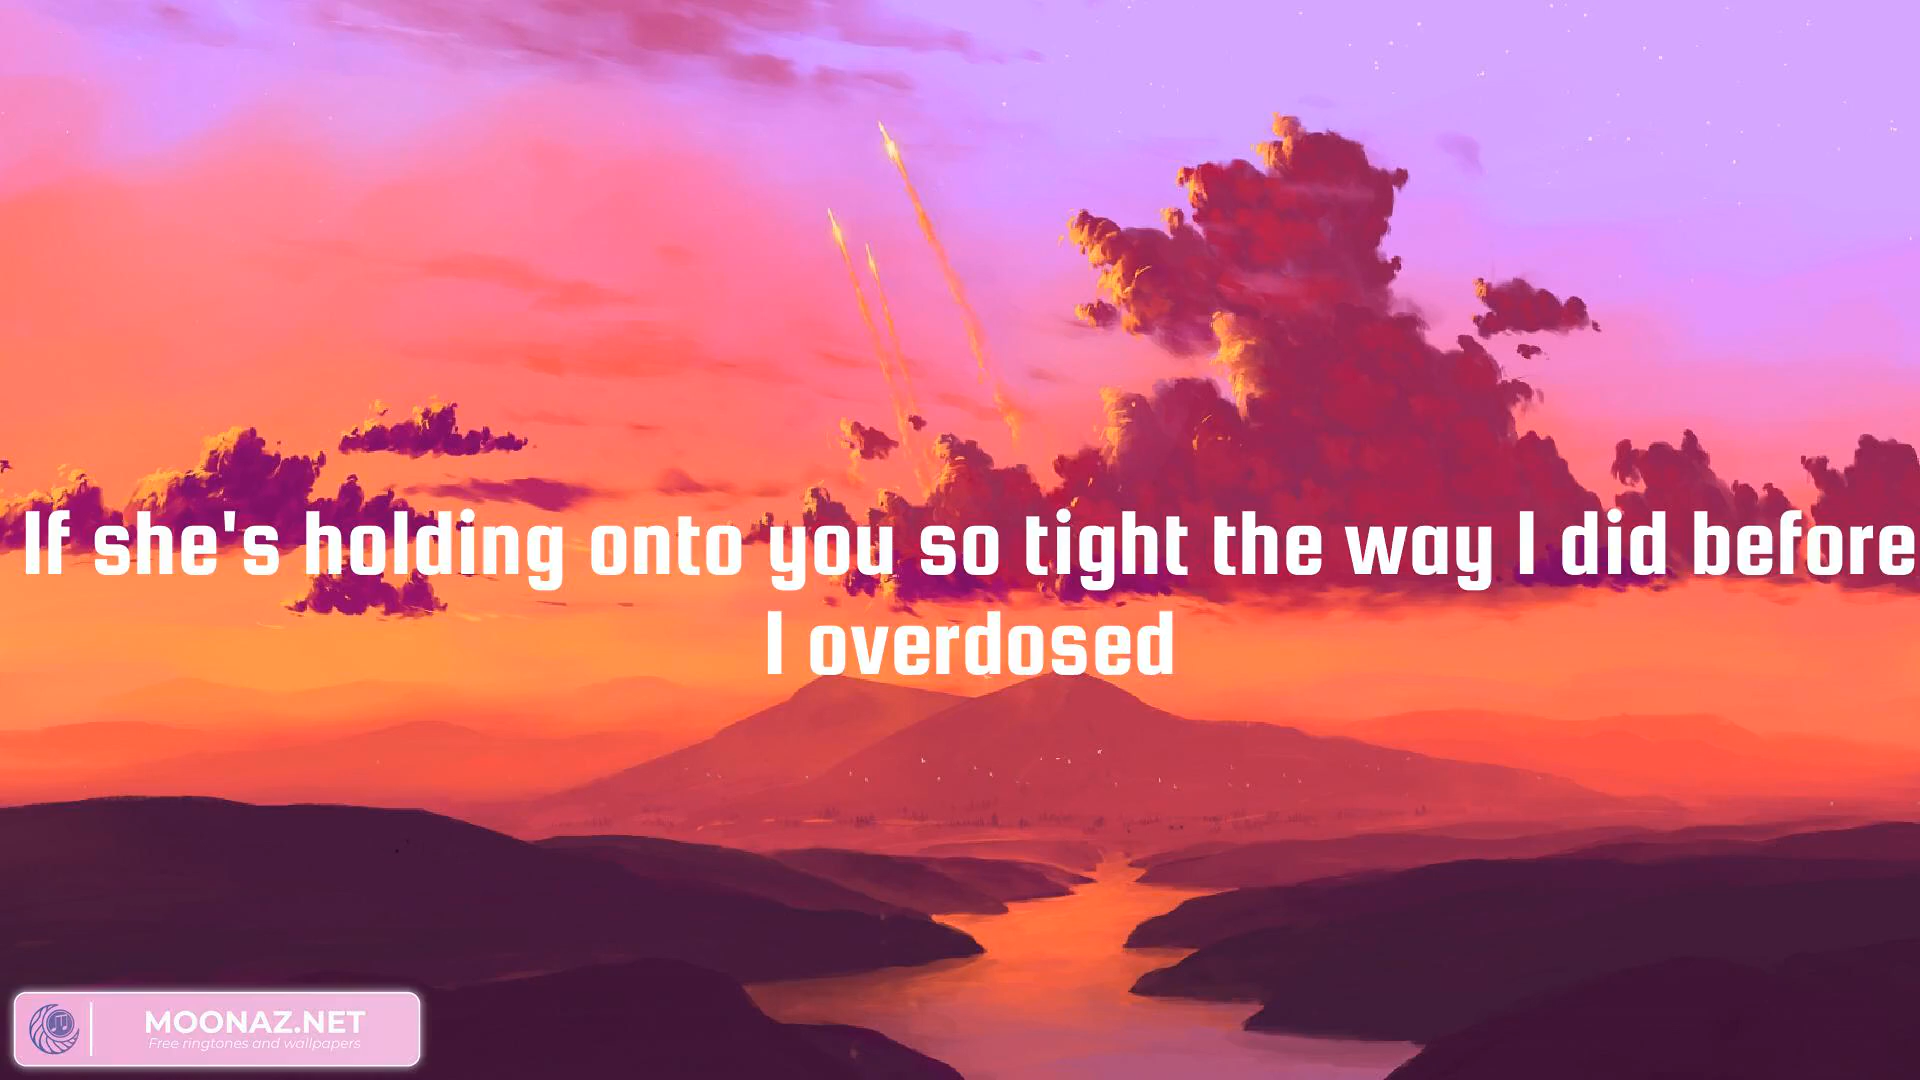 If she's holding onto you so tight the way I did before
I overdosed
MOONAZ.NET
Free ringtones and wallpapers